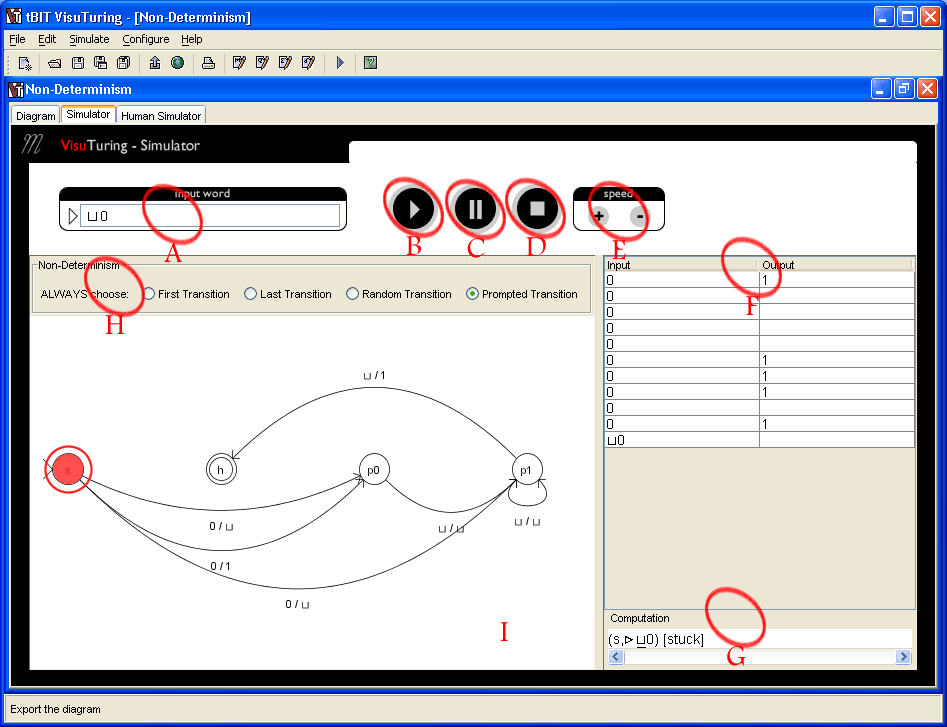 tBIT VisuTuring - [Non-Determinism]
File Edit Simulate Configure Help
Non-Determinism
Diagram Simulator Human Simulator
VisuTuring - Simulator
input word speed
⊔0 + -
A B C D E
Non-Determinism
ALWAYS choose: First Transition Last Transition Random Transition Prompted Transition
H
Input Output
0 1
0
0
0
0
0 1
0 1
0 1
0
0 1
⊔0
F
⊔ / 1
s h p0 p1
0 / ⊔ ⊔ / ⊔ ⊔ / ⊔
0 / 1
0 / ⊔
I
Computation
(s,▹⊔0) [stuck]
G
Export the diagram